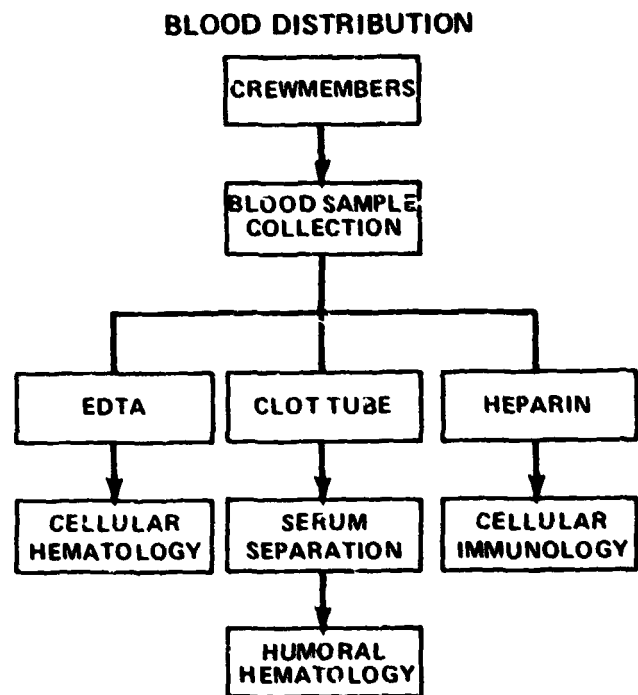 BLOOD DISTRIBUTION
CREWMEMBERS
BLOOD SAMPLE
COLLECTION
EDTA
CLOT TUBE
HEPARIN
CELLULAR
HEMATOLOGY
SERUM
SEPARATION
CELLULAR
IMMUNOLOGY
HUMORAL
HEMATOLOGY